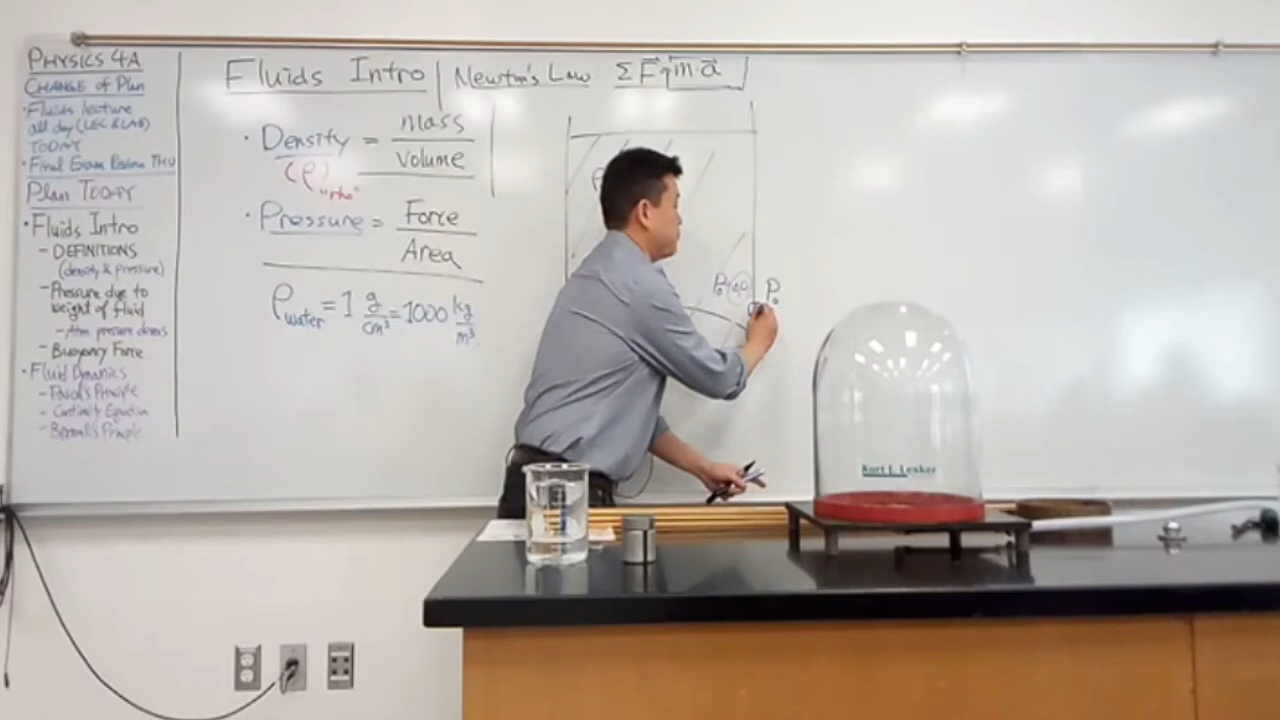 PHYSICS 4A
CHANGE of Plan
· Fluids lecture
all day (LEC & LAB)
TODAY
· Final Exam Review THU
Plan TODAY
· Fluids Intro
- DEFINITIONS
(density & pressure)
- Pressure due to
weight of fluid
- Atm. pressure demos
- Buoyancy Force
· Fluid Dynamics
- Pascal's Principle
- Continuity Equation
- Bernoulli's Principle
Fluids Intro | Newton's Law ΣF = m·a
· Density = mass
volume
(ρ) "rho"
· Pressure = Force
Area
ρwater = 1 g/cm³ = 1000 kg/m³
P₀
Kurt J. Lesker